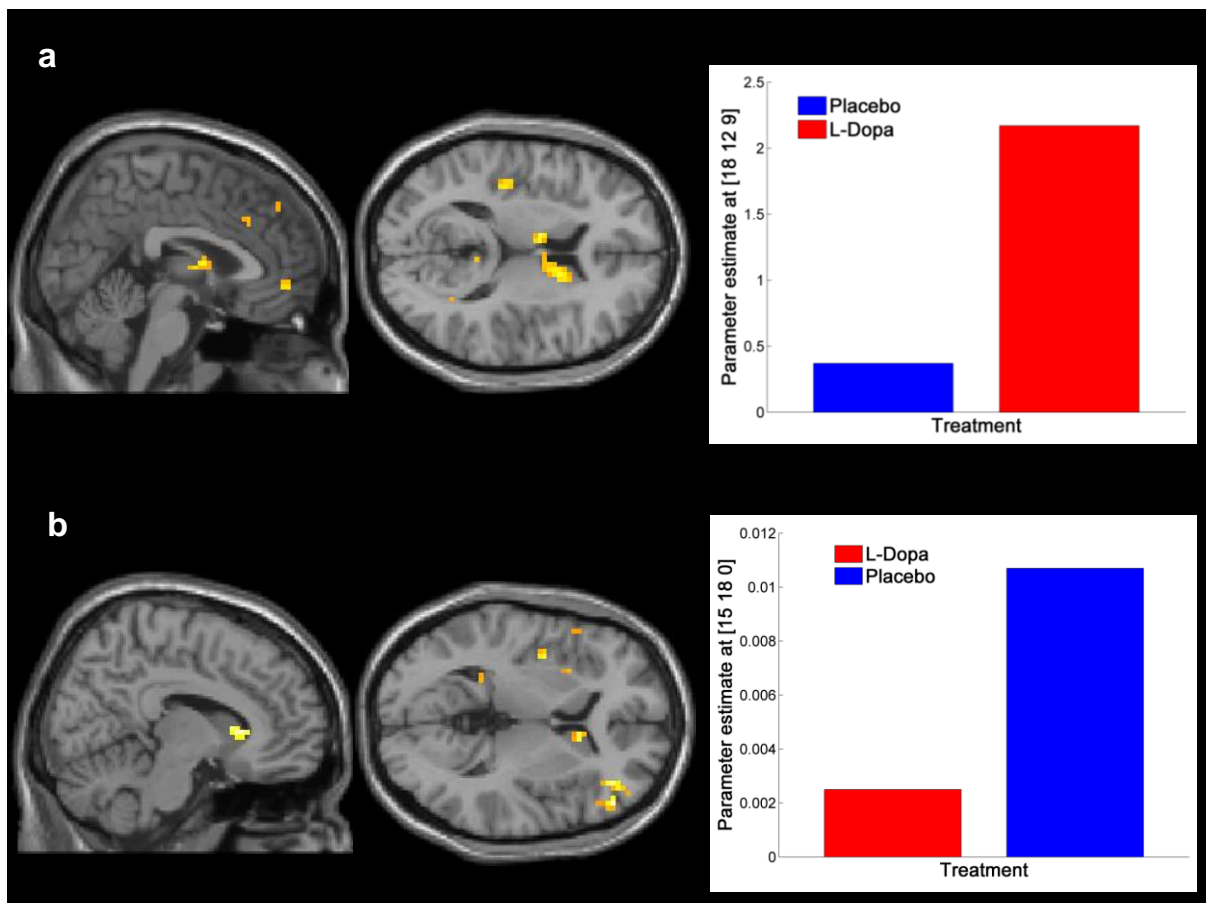 a
Parameter estimate at [18 12 9]
2.5
2
1.5
1
0.5
0
Placebo
L-Dopa
Treatment
b
Parameter estimate at [15 18 0]
0.012
0.01
0.008
0.006
0.004
0.002
0
L-Dopa
Placebo
Treatment